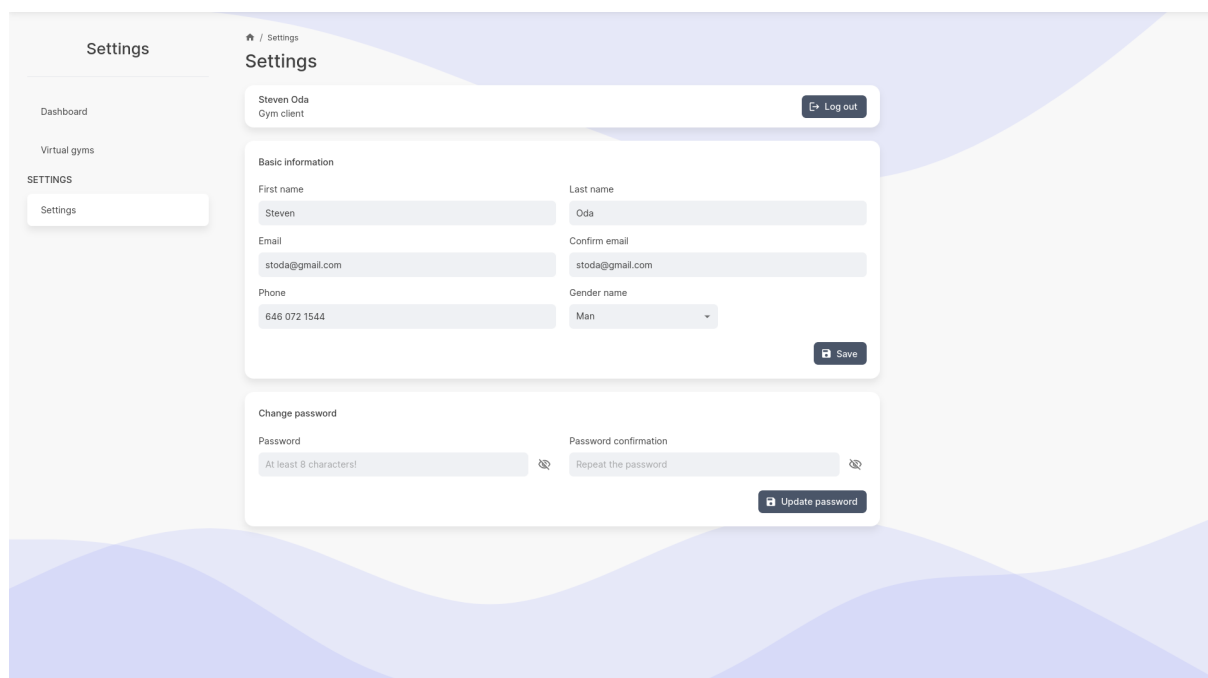 Settings
Dashboard
Virtual gyms
SETTINGS
Settings
/ Settings
Settings
Steven Oda
Gym client
Log out
Basic information
First name
Last name
Steven
Oda
Email
Confirm email
stoda@gmail.com
stoda@gmail.com
Phone
Gender name
646 072 1544
Man
Save
Change password
Password
Password confirmation
At least 8 characters!
Repeat the password
Update password